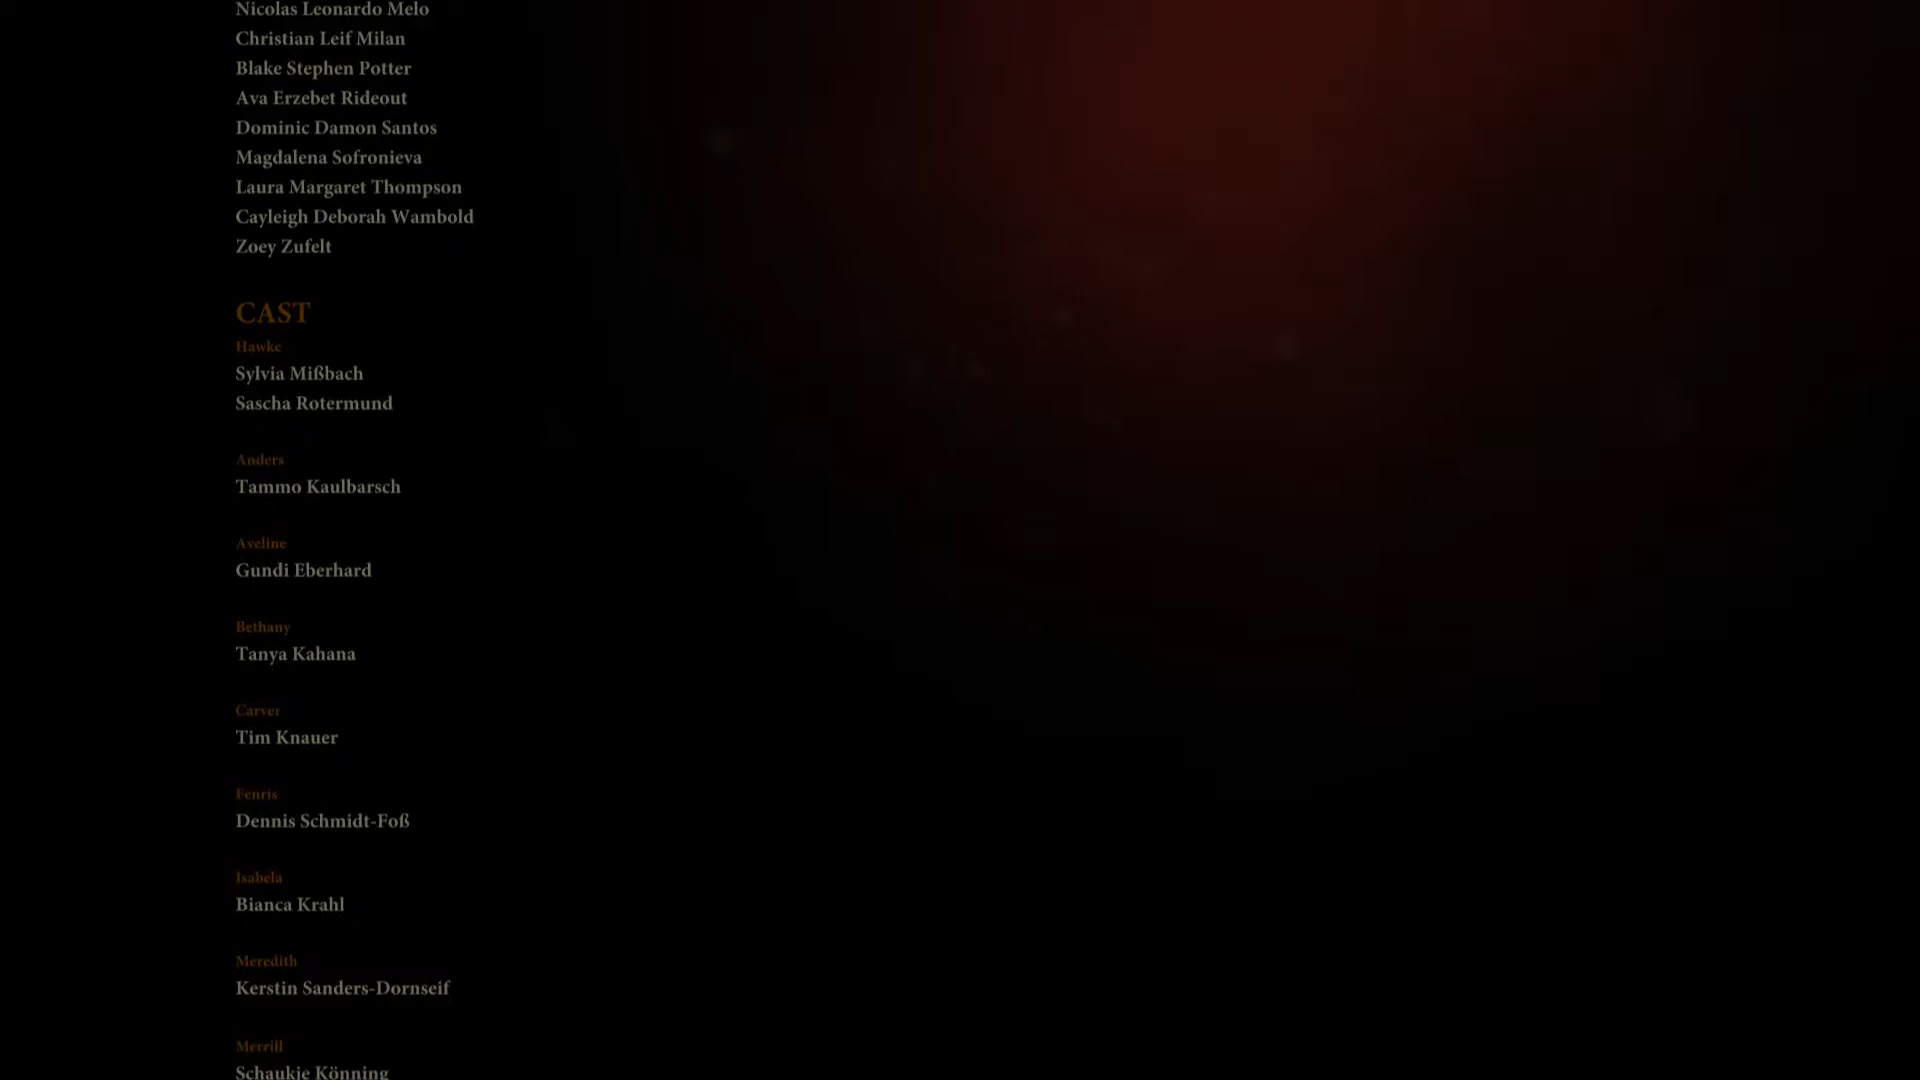 Nicolas Leonardo Melo
Christian Leif Milan
Blake Stephen Potter
Ava Erzebet Rideout
Dominic Damon Santos
Magdalena Sofronieva
Laura Margaret Thompson
Cayleigh Deborah Wambold
Zoey Zufelt
CAST
Hawke
Sylvia Mißbach
Sascha Rotermund
Anders
Tammo Kaulbarsch
Aveline
Gundi Eberhard
Bethany
Tanya Kahana
Carver
Tim Knauer
Fenris
Dennis Schmidt-Foß
Isabela
Bianca Krahl
Meredith
Kerstin Sanders-Dornseif
Merrill
Schaukje Könning